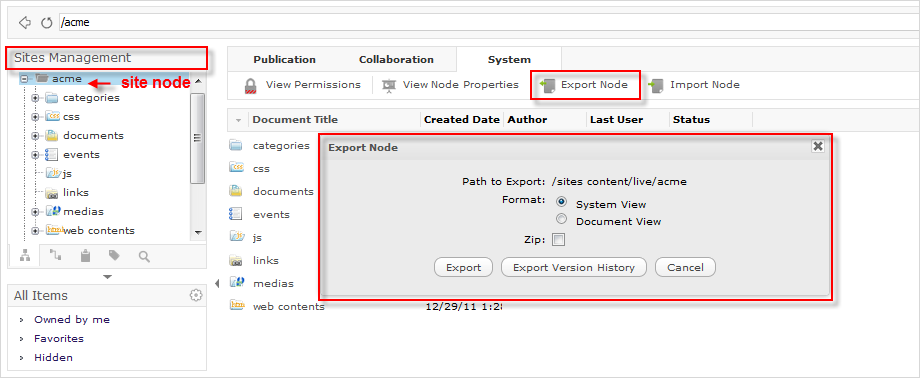 /acme
Sites Management
acme
site node
categories
css
documents
events
js
links
medias
web contents
All Items
Owned by me
Favorites
Hidden
Publication Collaboration System
View Permissions View Node Properties Export Node Import Node
Document Title Created Date Author Last User Status
categories
css
documents
events
js
links
medias
web contents 12/29/11 1:28
Export Node
Path to Export: /sites content/live/acme
Format: System View
Document View
Zip:
Export Export Version History Cancel